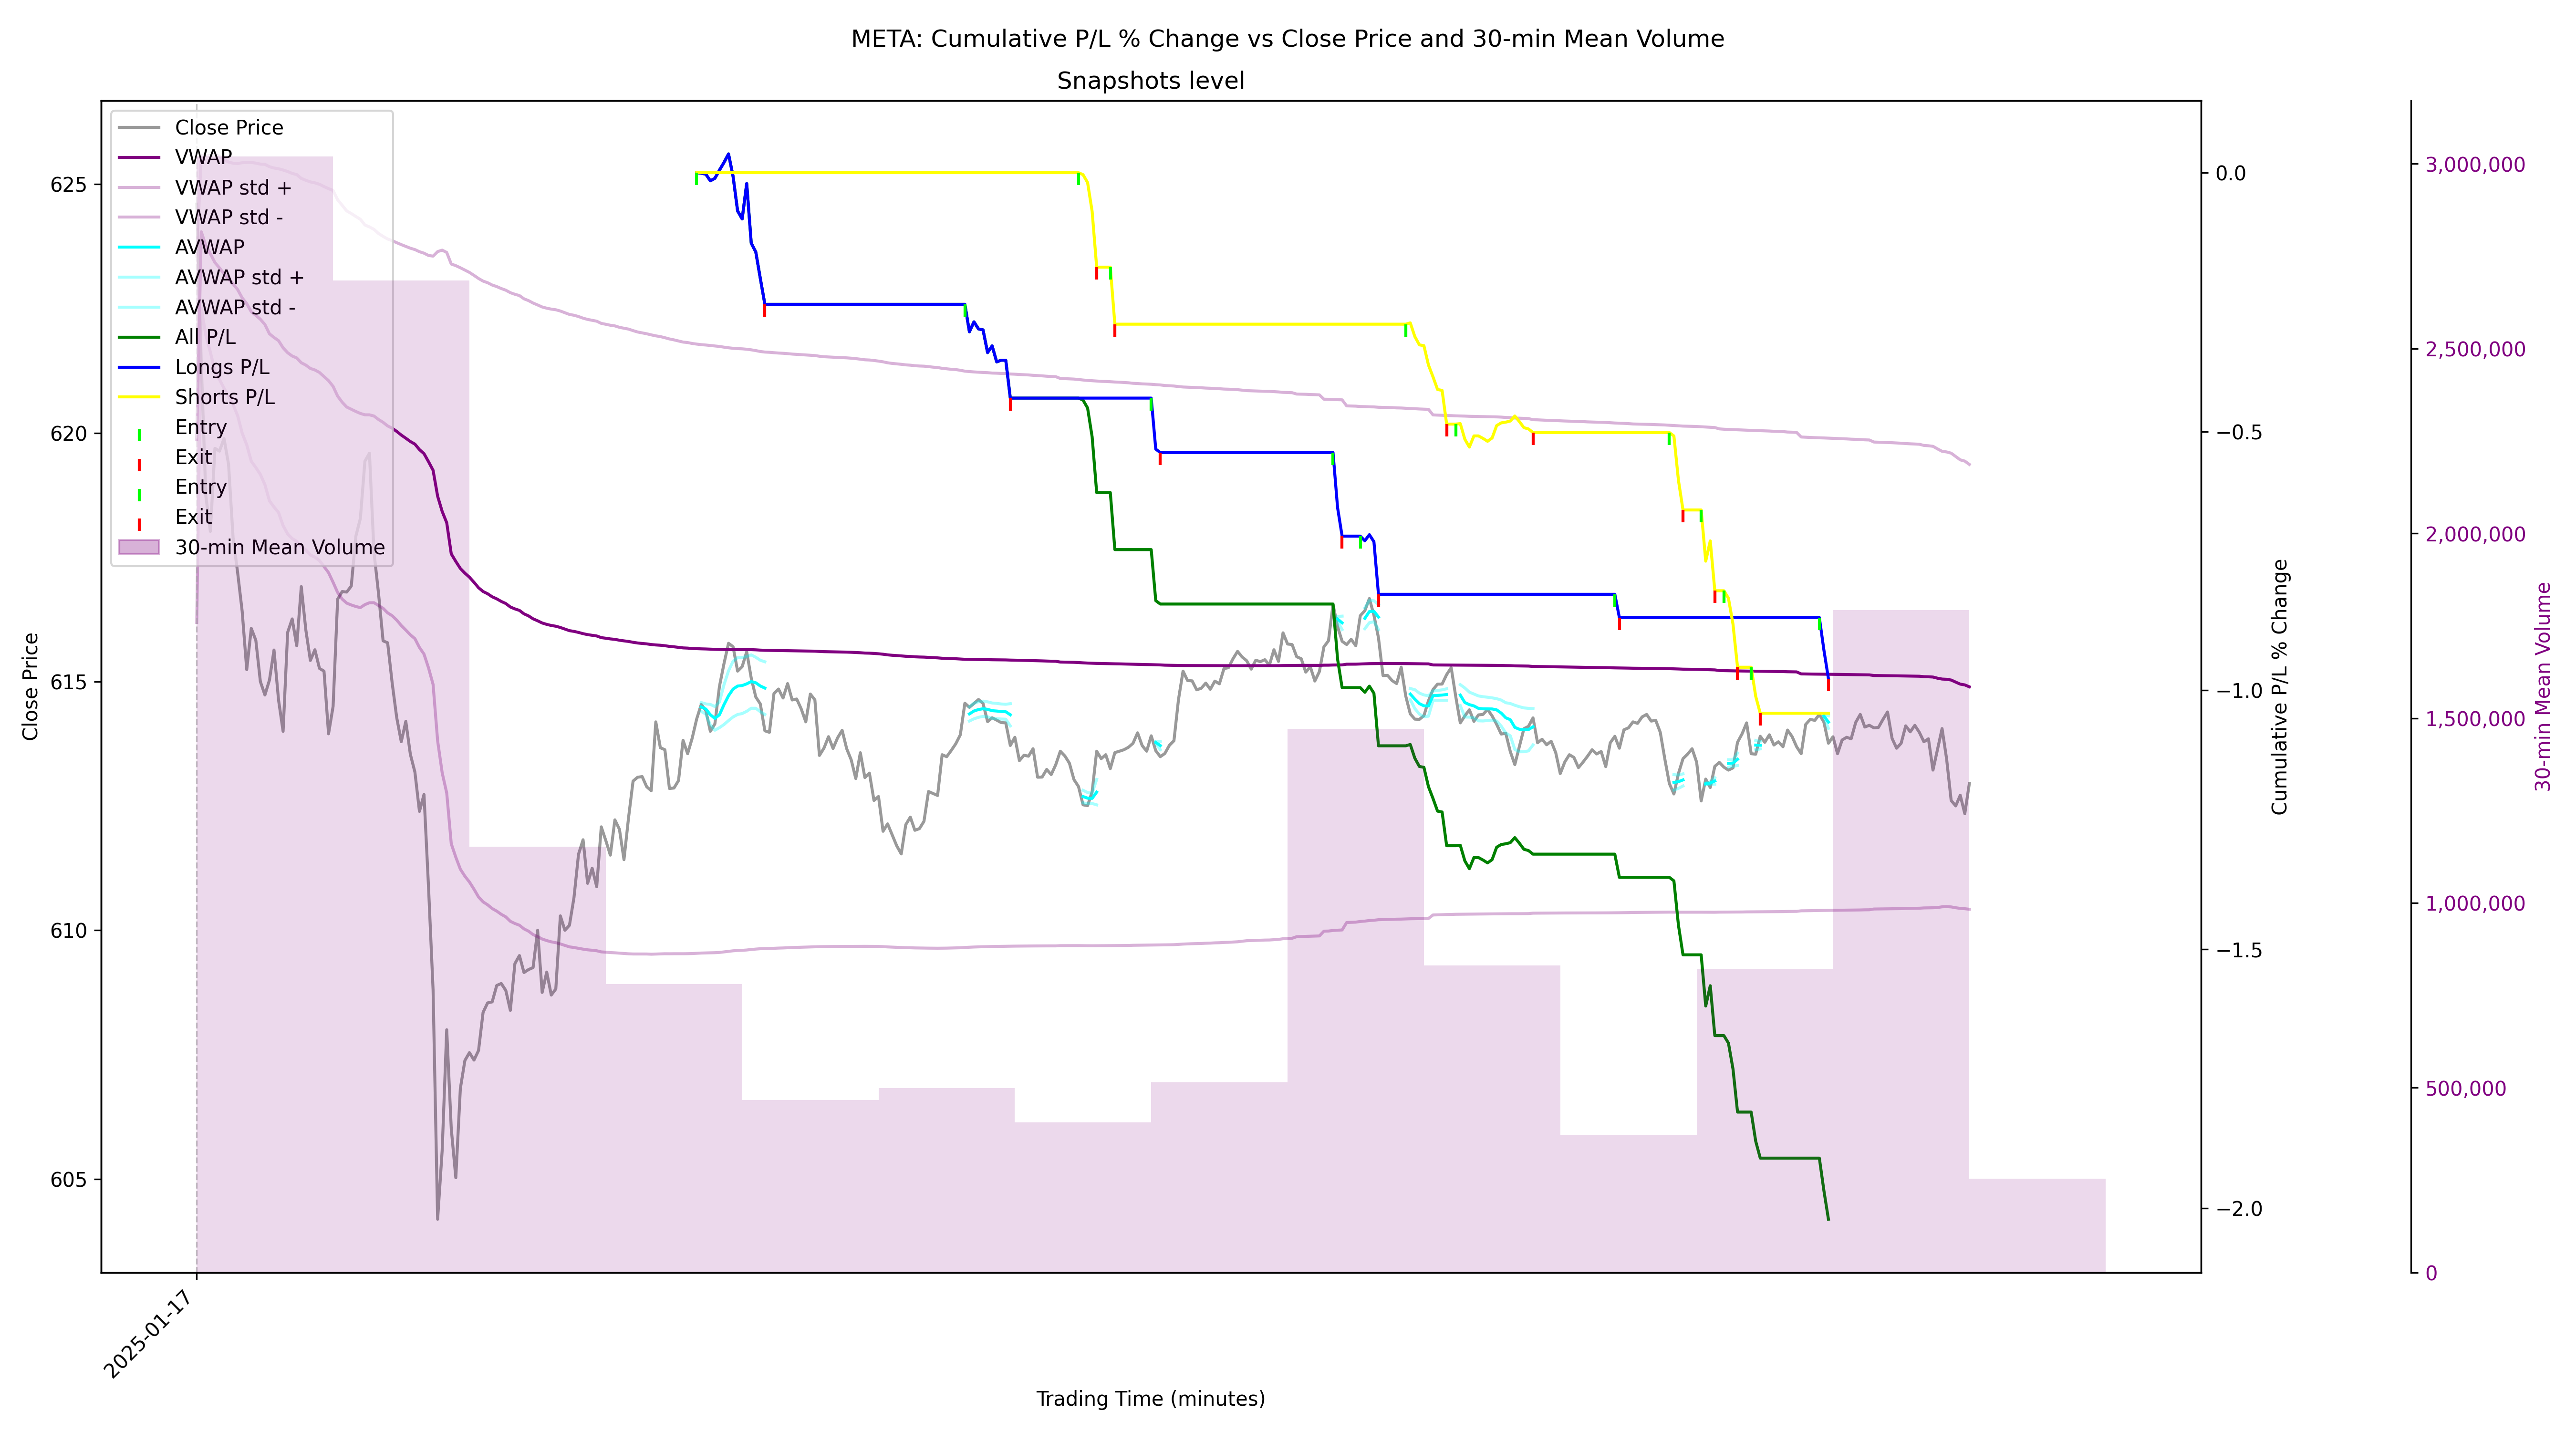 META: Cumulative P/L % Change vs Close Price and 30-min Mean Volume
Snapshots level
Close Price
VWAP
VWAP std +
VWAP std -
AVWAP
AVWAP std +
AVWAP std -
All P/L
Longs P/L
Shorts P/L
Entry
Exit
Entry
Exit
30-min Mean Volume
625
620
615
610
605
Close Price
0.0
−0.5
−1.0
−1.5
−2.0
Cumulative P/L % Change
3,000,000
2,500,000
2,000,000
1,500,000
1,000,000
500,000
0
30-min Mean Volume
2025-01-17
Trading Time (minutes)